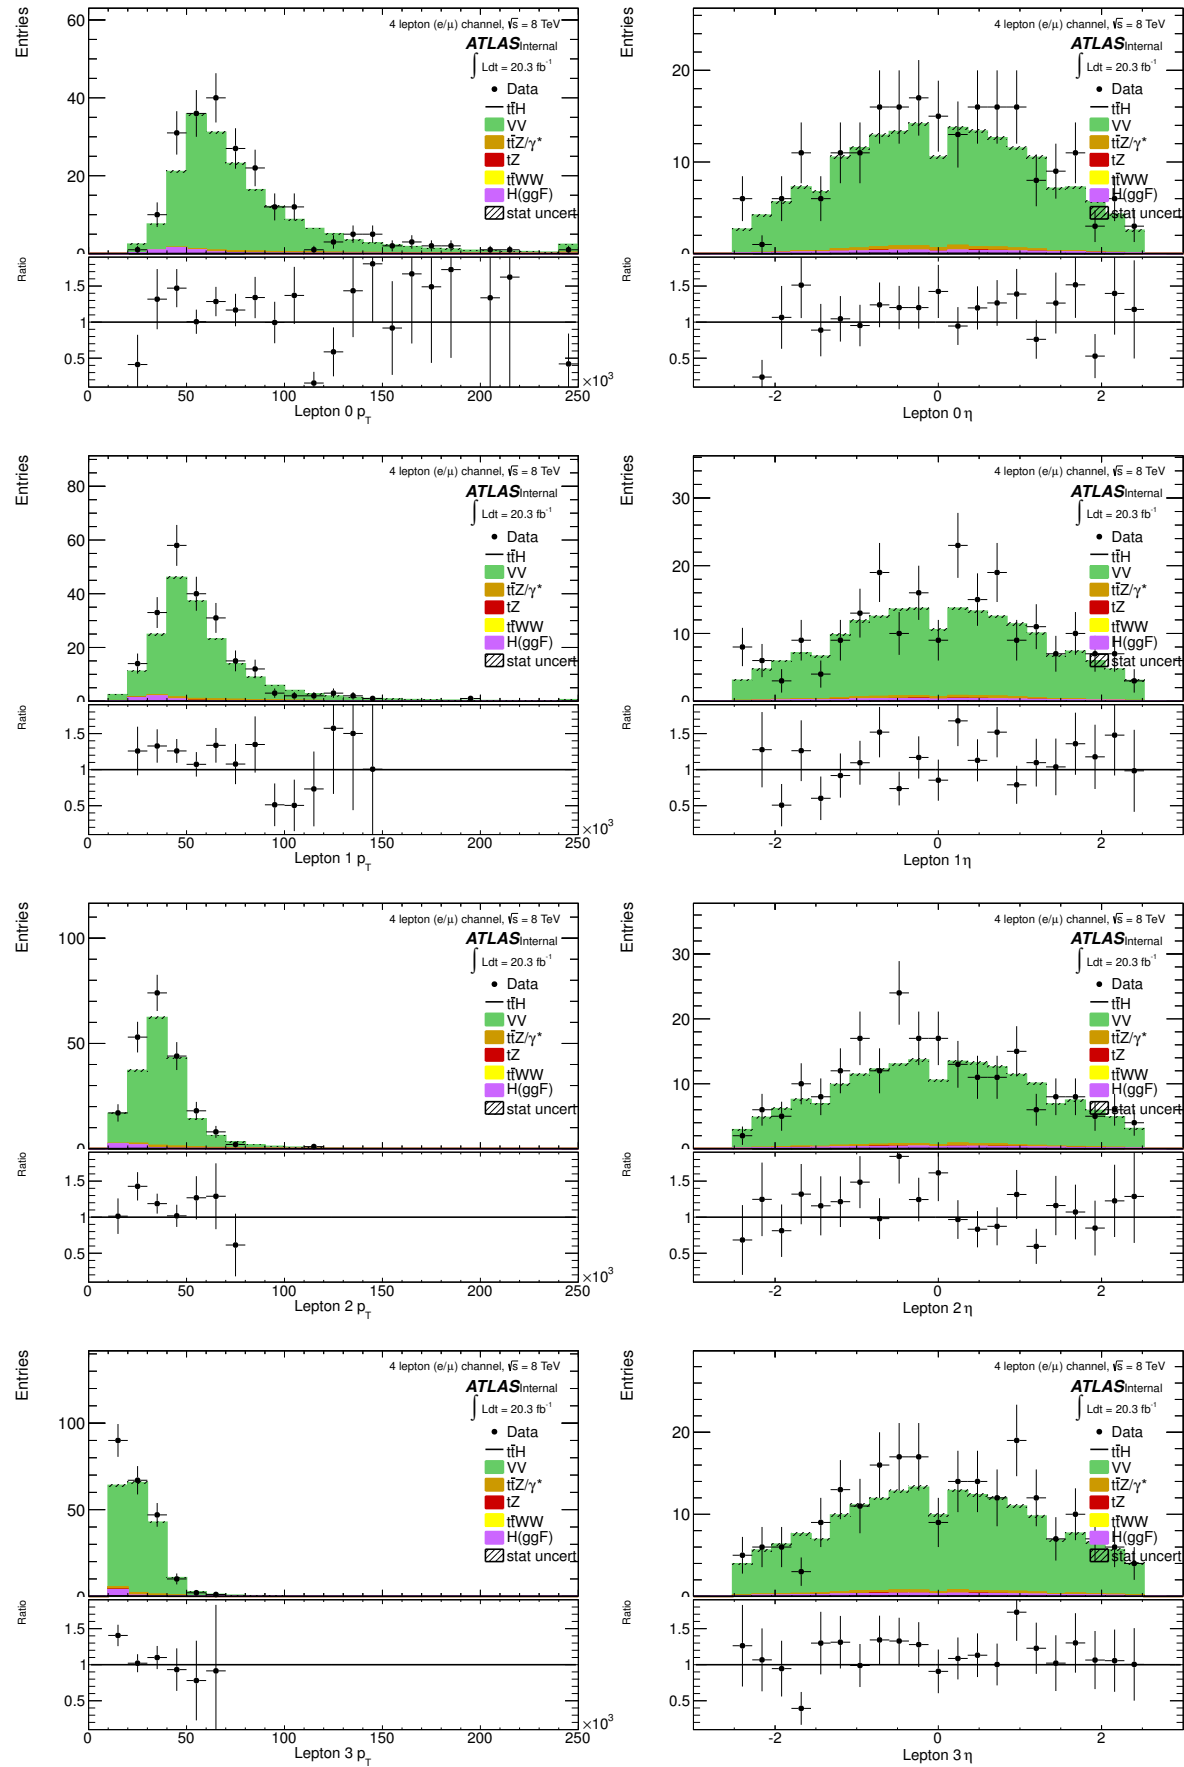 Entries
60
40
20
0
4 lepton (e/μ) channel, √s = 8 TeV
ATLAS Internal
∫ Ldt = 20.3 fb⁻¹
Data
tt̄H
VV
tt̄Z/γ*
tZ
tt̄WW
H(ggF)
stat uncert
Ratio
1.5
1
0.5
0 50 100 150 200 250
×10³
Lepton 0 p_T
Entries
20
10
0
4 lepton (e/μ) channel, √s = 8 TeV
ATLAS Internal
∫ Ldt = 20.3 fb⁻¹
Data
tt̄H
VV
tt̄Z/γ*
tZ
tt̄WW
H(ggF)
stat uncert
Ratio
1.5
1
0.5
-2 0 2
Lepton 0 η
Entries
80
60
40
20
0
4 lepton (e/μ) channel, √s = 8 TeV
ATLAS Internal
∫ Ldt = 20.3 fb⁻¹
Data
tt̄H
VV
tt̄Z/γ*
tZ
tt̄WW
H(ggF)
stat uncert
Ratio
1.5
1
0.5
0 50 100 150 200 250
×10³
Lepton 1 p_T
Entries
30
20
10
0
4 lepton (e/μ) channel, √s = 8 TeV
ATLAS Internal
∫ Ldt = 20.3 fb⁻¹
Data
tt̄H
VV
tt̄Z/γ*
tZ
tt̄WW
H(ggF)
stat uncert
Ratio
1.5
1
0.5
-2 0 2
Lepton 1 η
Entries
100
50
0
4 lepton (e/μ) channel, √s = 8 TeV
ATLAS Internal
∫ Ldt = 20.3 fb⁻¹
Data
tt̄H
VV
tt̄Z/γ*
tZ
tt̄WW
H(ggF)
stat uncert
Ratio
1.5
1
0.5
0 50 100 150 200 250
×10³
Lepton 2 p_T
Entries
30
20
10
0
4 lepton (e/μ) channel, √s = 8 TeV
ATLAS Internal
∫ Ldt = 20.3 fb⁻¹
Data
tt̄H
VV
tt̄Z/γ*
tZ
tt̄WW
H(ggF)
stat uncert
Ratio
1.5
1
0.5
-2 0 2
Lepton 2 η
Entries
100
50
0
4 lepton (e/μ) channel, √s = 8 TeV
ATLAS Internal
∫ Ldt = 20.3 fb⁻¹
Data
tt̄H
VV
tt̄Z/γ*
tZ
tt̄WW
H(ggF)
stat uncert
Ratio
1.5
1
0.5
0 50 100 150 200 250
×10³
Lepton 3 p_T
Entries
20
10
0
4 lepton (e/μ) channel, √s = 8 TeV
ATLAS Internal
∫ Ldt = 20.3 fb⁻¹
Data
tt̄H
VV
tt̄Z/γ*
tZ
tt̄WW
H(ggF)
stat uncert
Ratio
1.5
1
0.5
-2 0 2
Lepton 3 η